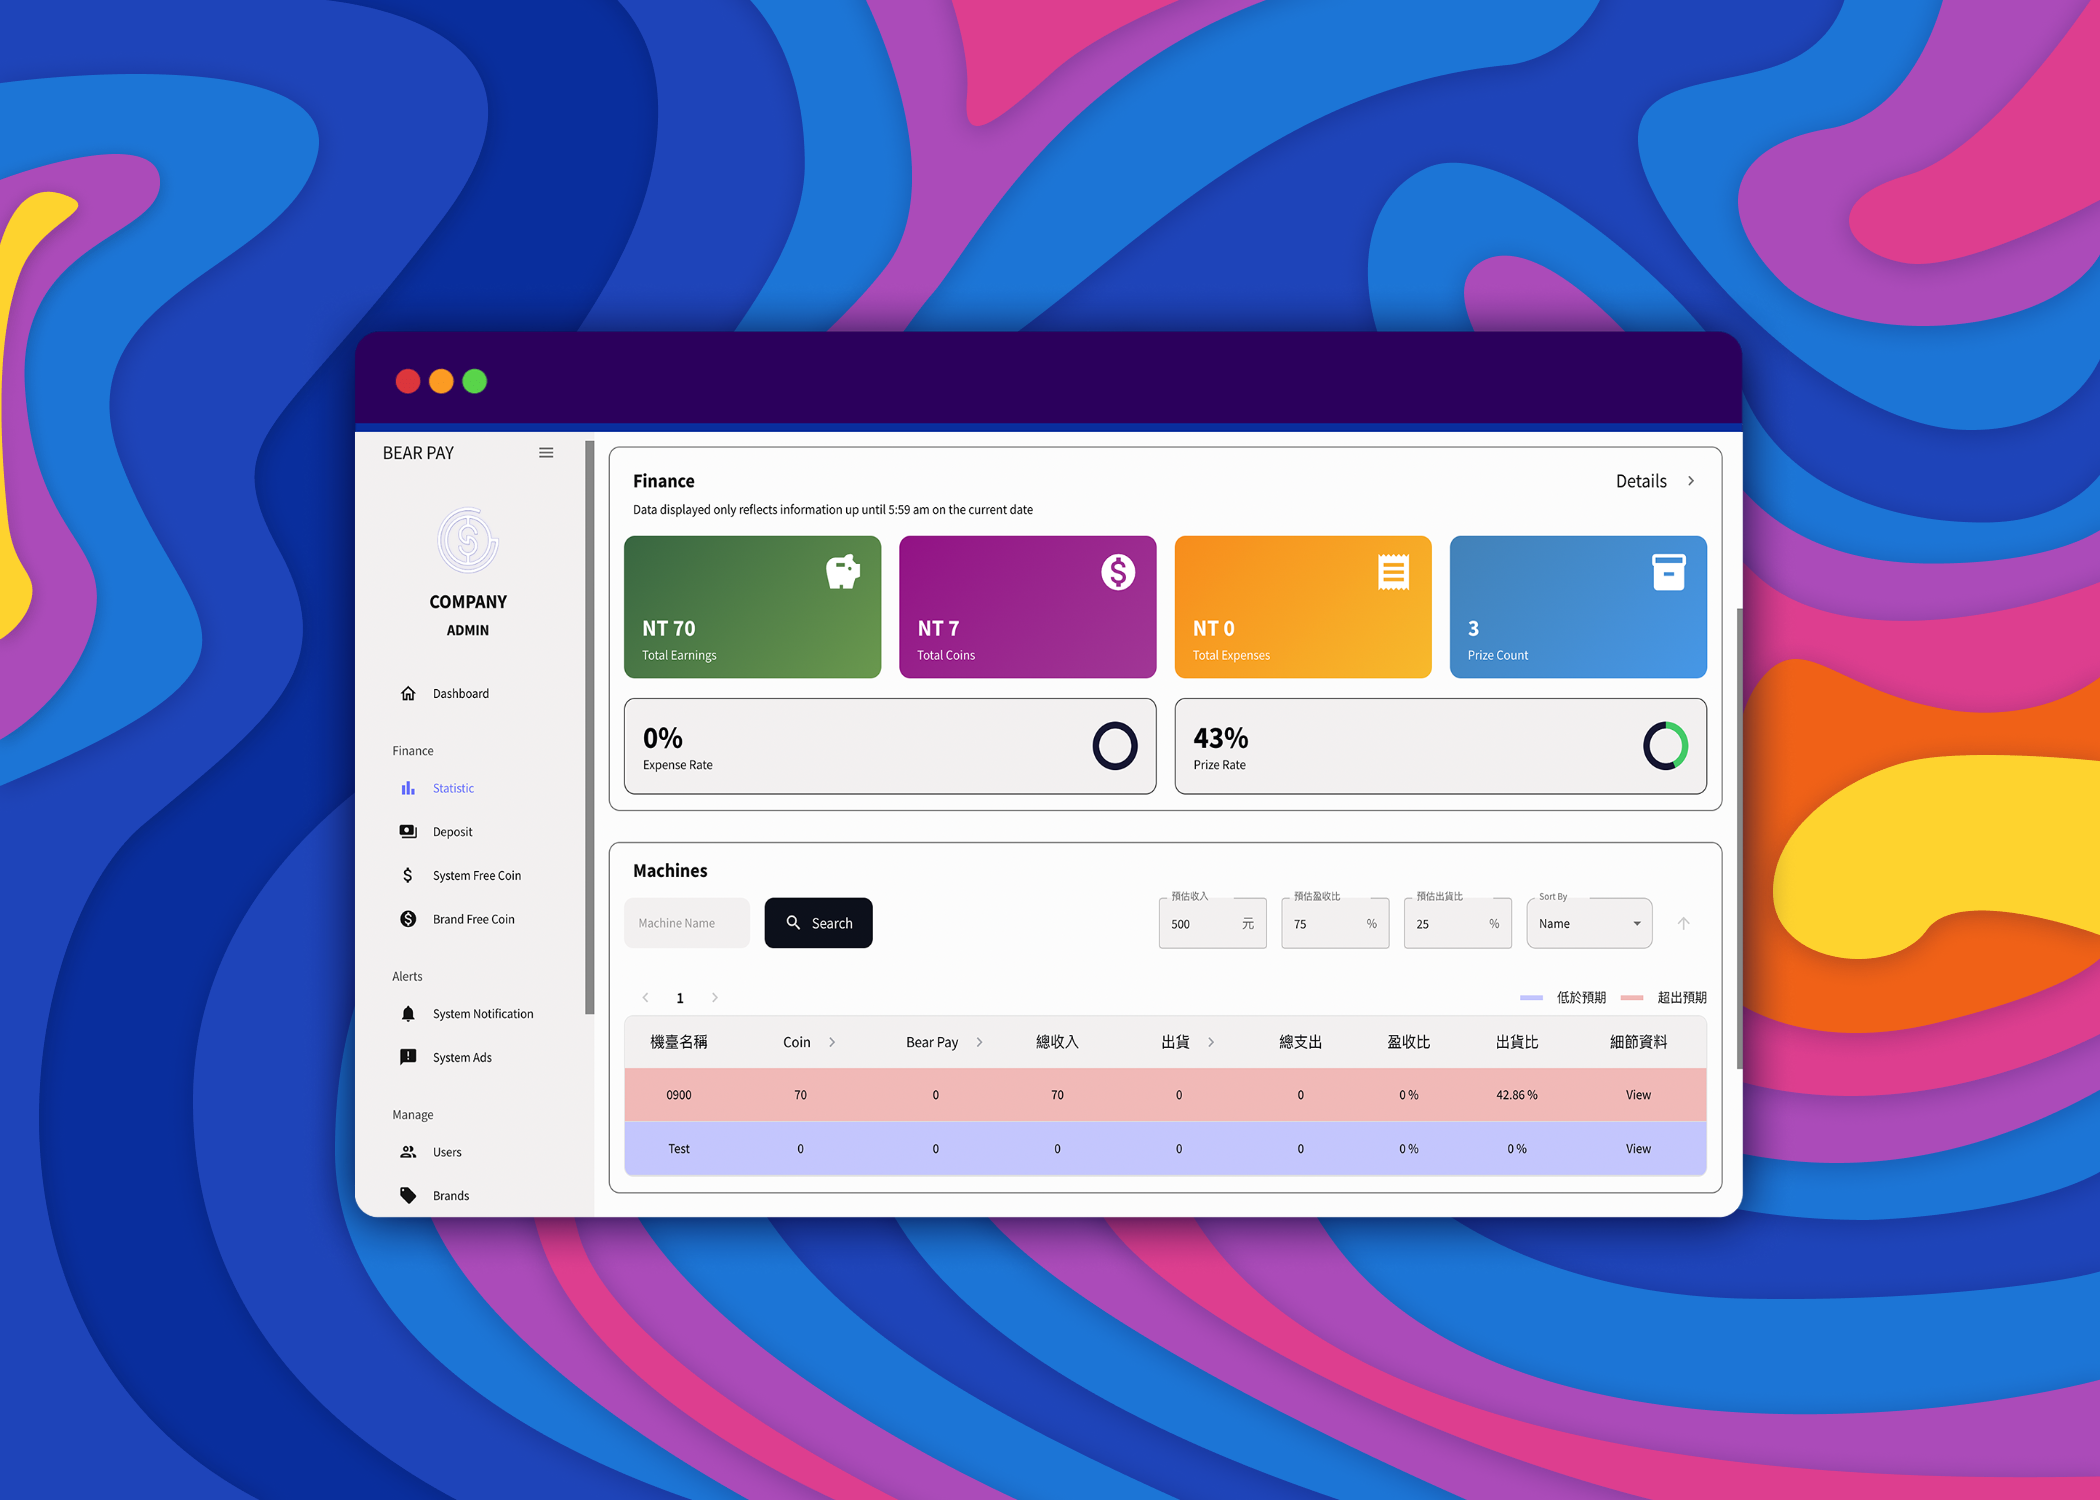 BEAR PAY
COMPANY
ADMIN
Dashboard
Finance
Statistic
Deposit
System Free Coin
Brand Free Coin
Alerts
System Notification
System Ads
Manage
Users
Brands
Finance
Details
Data displayed only reflects information up until 5:59 am on the current date
NT 70
Total Earnings
NT 7
Total Coins
NT 0
Total Expenses
3
Prize Count
0%
Expense Rate
43%
Prize Rate
Machines
Machine Name
Search
預估收入
500 元
預估盈收比
75 %
預估出貨比
25 %
Sort By
Name
1
低於預期 超出預期
機臺名稱 Coin Bear Pay 總收入 出貨 總支出 盈收比 出貨比 細節資料
0900 70 0 70 0 0 0 % 42.86 % View
Test 0 0 0 0 0 0 % 0 % View